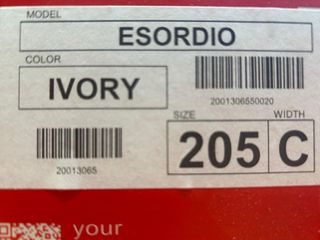 MODEL
ESORDIO
COLOR
IVORY
2001306550020
SIZE
WIDTH
205
C
20013065
your